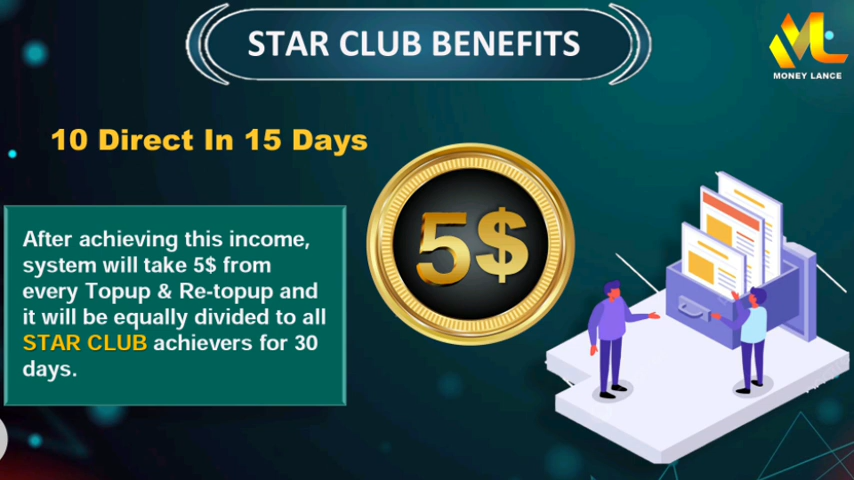 STAR CLUB BENEFITS
MONEY LANCE
10 Direct In 15 Days
5$
After achieving this income,
system will take 5$ from
every Topup & Re-topup and
it will be equally divided to all
STAR CLUB achievers for 30
days.